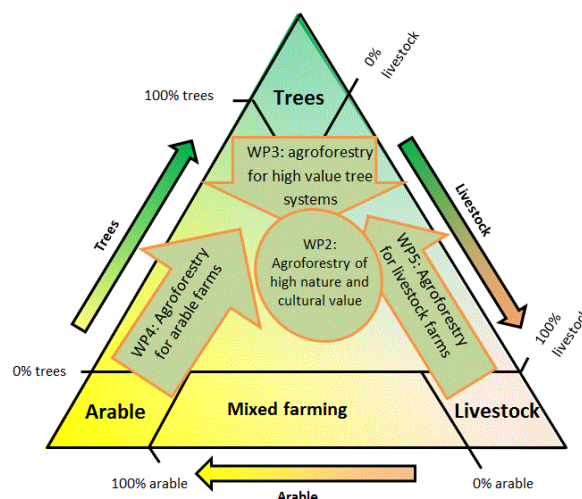 0%
livestock
100% trees
Trees
WP3: agroforestry
for high value tree
systems
Trees
Livestock
WP2:
Agroforestry of
high nature and
cultural value
WP4: Agroforestry
for arable farms
WP5: Agroforestry
for livestock farms
100%
livestock
0% trees
Arable
Mixed farming
Livestock
100% arable
0% arable
Arable